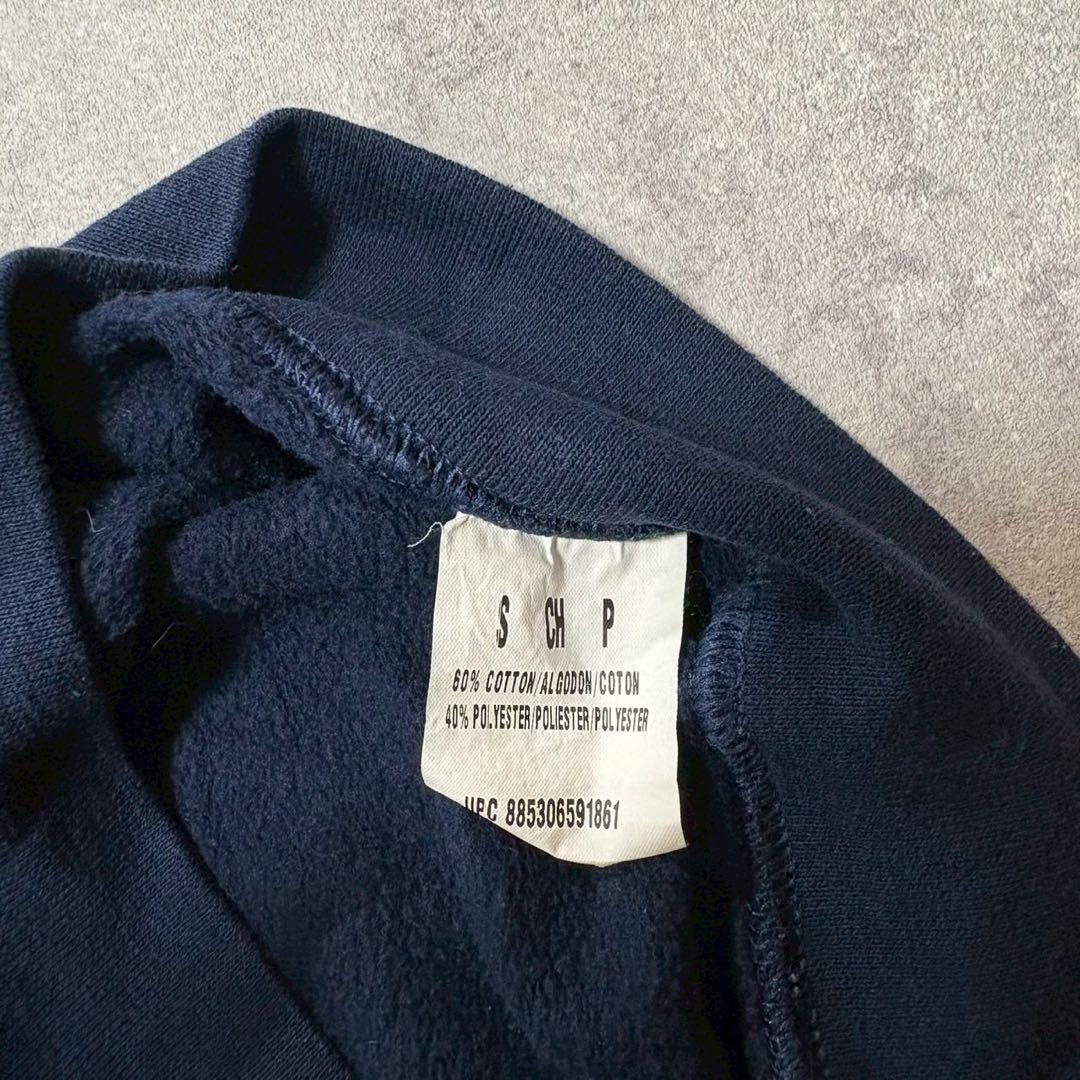 S CH P
60% COTTON/ALGODON/COTON
40% POLYESTER/POLIESTER/POLYESTER
UPC 885306591861